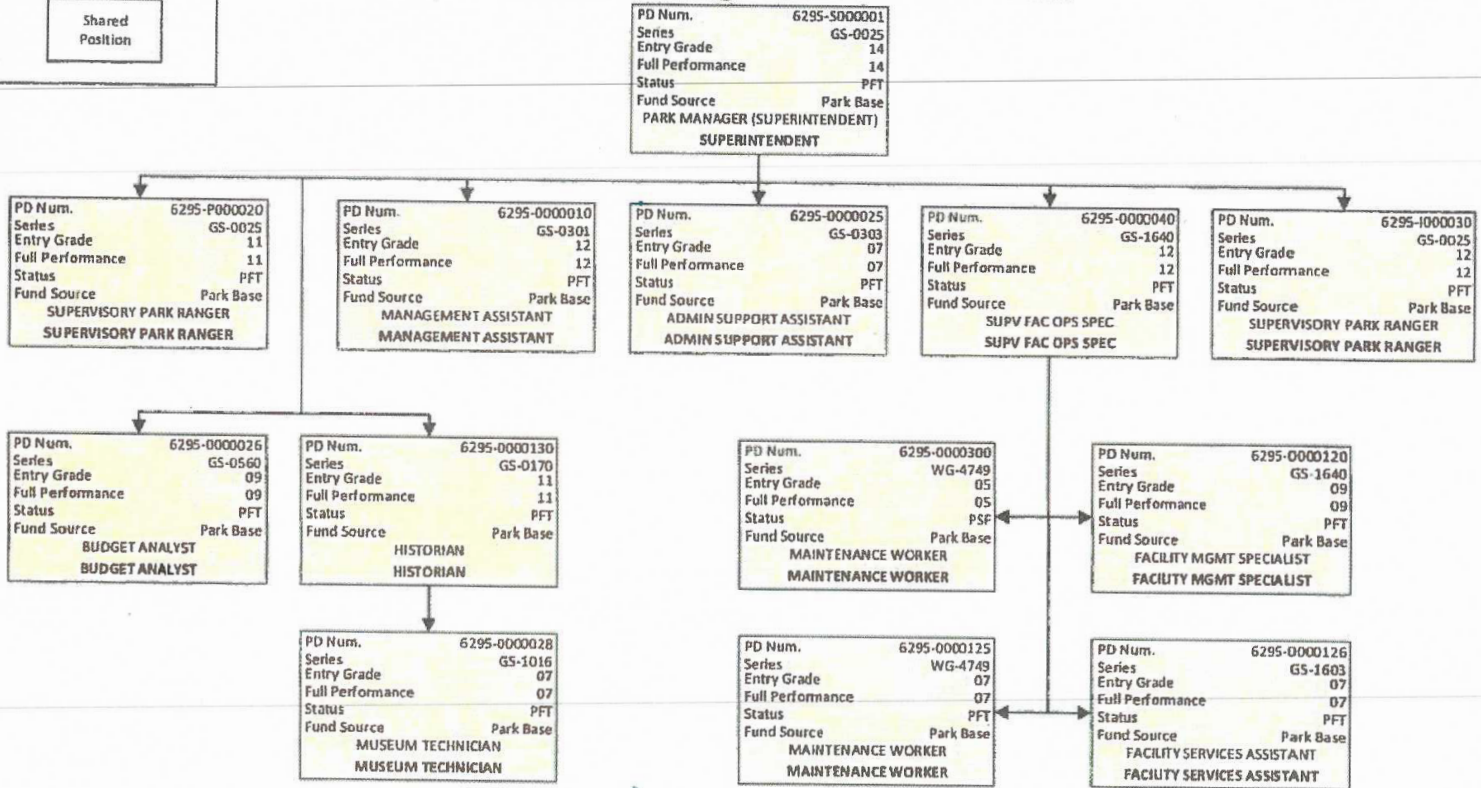 Shared
Position
PD Num. 6295-S000001
Series GS-0025
Entry Grade 14
Full Performance 14
Status PFT
Fund Source Park Base
PARK MANAGER (SUPERINTENDENT)
SUPERINTENDENT
PD Num. 6295-P000020
Series GS-0025
Entry Grade 11
Full Performance 11
Status PFT
Fund Source Park Base
SUPERVISORY PARK RANGER
SUPERVISORY PARK RANGER
PD Num. 6295-0000010
Series GS-0301
Entry Grade 12
Full Performance 12
Status PFT
Fund Source Park Base
MANAGEMENT ASSISTANT
MANAGEMENT ASSISTANT
PD Num. 6295-0000025
Series GS-0303
Entry Grade 07
Full Performance 07
Status PFT
Fund Source Park Base
ADMIN SUPPORT ASSISTANT
ADMIN SUPPORT ASSISTANT
PD Num. 6295-0000040
Series GS-1640
Entry Grade 12
Full Performance 12
Status PFT
Fund Source Park Base
SUPV FAC OPS SPEC
SUPV FAC OPS SPEC
PD Num. 6295-I000030
Series GS-0025
Entry Grade 12
Full Performance 12
Status PFT
Fund Source Park Base
SUPERVISORY PARK RANGER
SUPERVISORY PARK RANGER
PD Num. 6295-0000026
Series GS-0560
Entry Grade 09
Full Performance 09
Status PFT
Fund Source Park Base
BUDGET ANALYST
BUDGET ANALYST
PD Num. 6295-0000130
Series GS-0170
Entry Grade 11
Full Performance 11
Status PFT
Fund Source Park Base
HISTORIAN
HISTORIAN
PD Num. 6295-0000300
Series WG-4749
Entry Grade 05
Full Performance 05
Status PSF
Fund Source Park Base
MAINTENANCE WORKER
MAINTENANCE WORKER
PD Num. 6295-0000120
Series GS-1640
Entry Grade 09
Full Performance 09
Status PFT
Fund Source Park Base
FACILITY MGMT SPECIALIST
FACILITY MGMT SPECIALIST
PD Num. 6295-0000028
Series GS-1016
Entry Grade 07
Full Performance 07
Status PFT
Fund Source Park Base
MUSEUM TECHNICIAN
MUSEUM TECHNICIAN
PD Num. 6295-0000125
Series WG-4749
Entry Grade 07
Full Performance 07
Status PFT
Fund Source Park Base
MAINTENANCE WORKER
MAINTENANCE WORKER
PD Num. 6295-0000126
Series GS-1603
Entry Grade 07
Full Performance 07
Status PFT
Fund Source Park Base
FACILITY SERVICES ASSISTANT
FACILITY SERVICES ASSISTANT